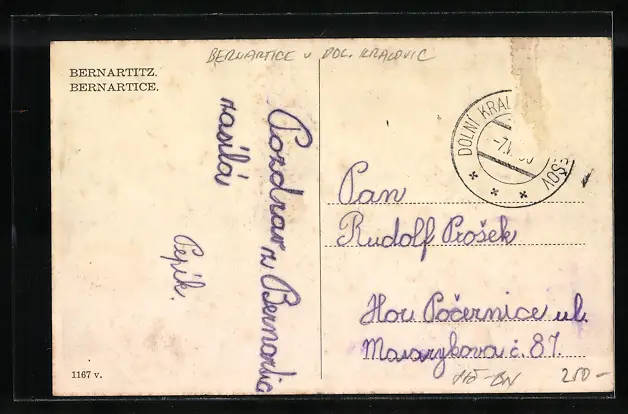 BERNARTICE u DOL. KRALOVIC
BERNARTITZ.
BERNARTICE.
Pozdrav z Bernartic
zasílá
Pepík.
DOLNÍ KRAL
Pan
Rudolf Prošek
Hor. Počernice ul.
Masarykova č. 87.
1167 v.
280-